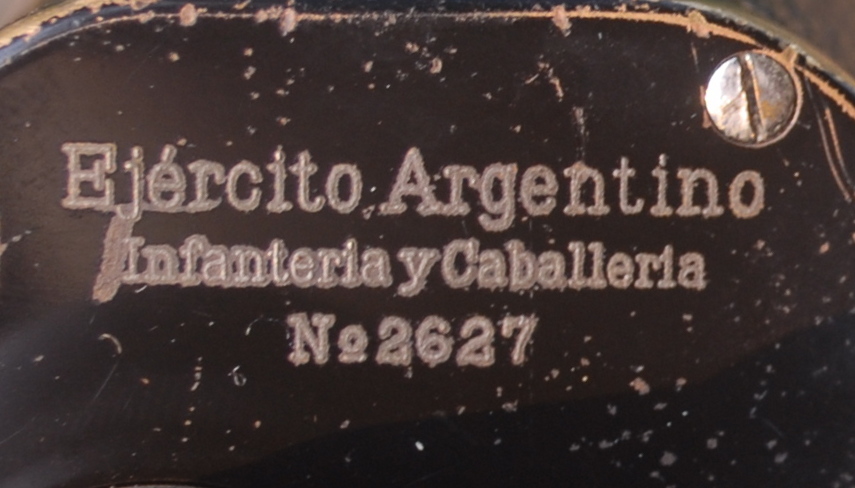 Ejército Argentino
Infanteria y Caballeria
No 2627